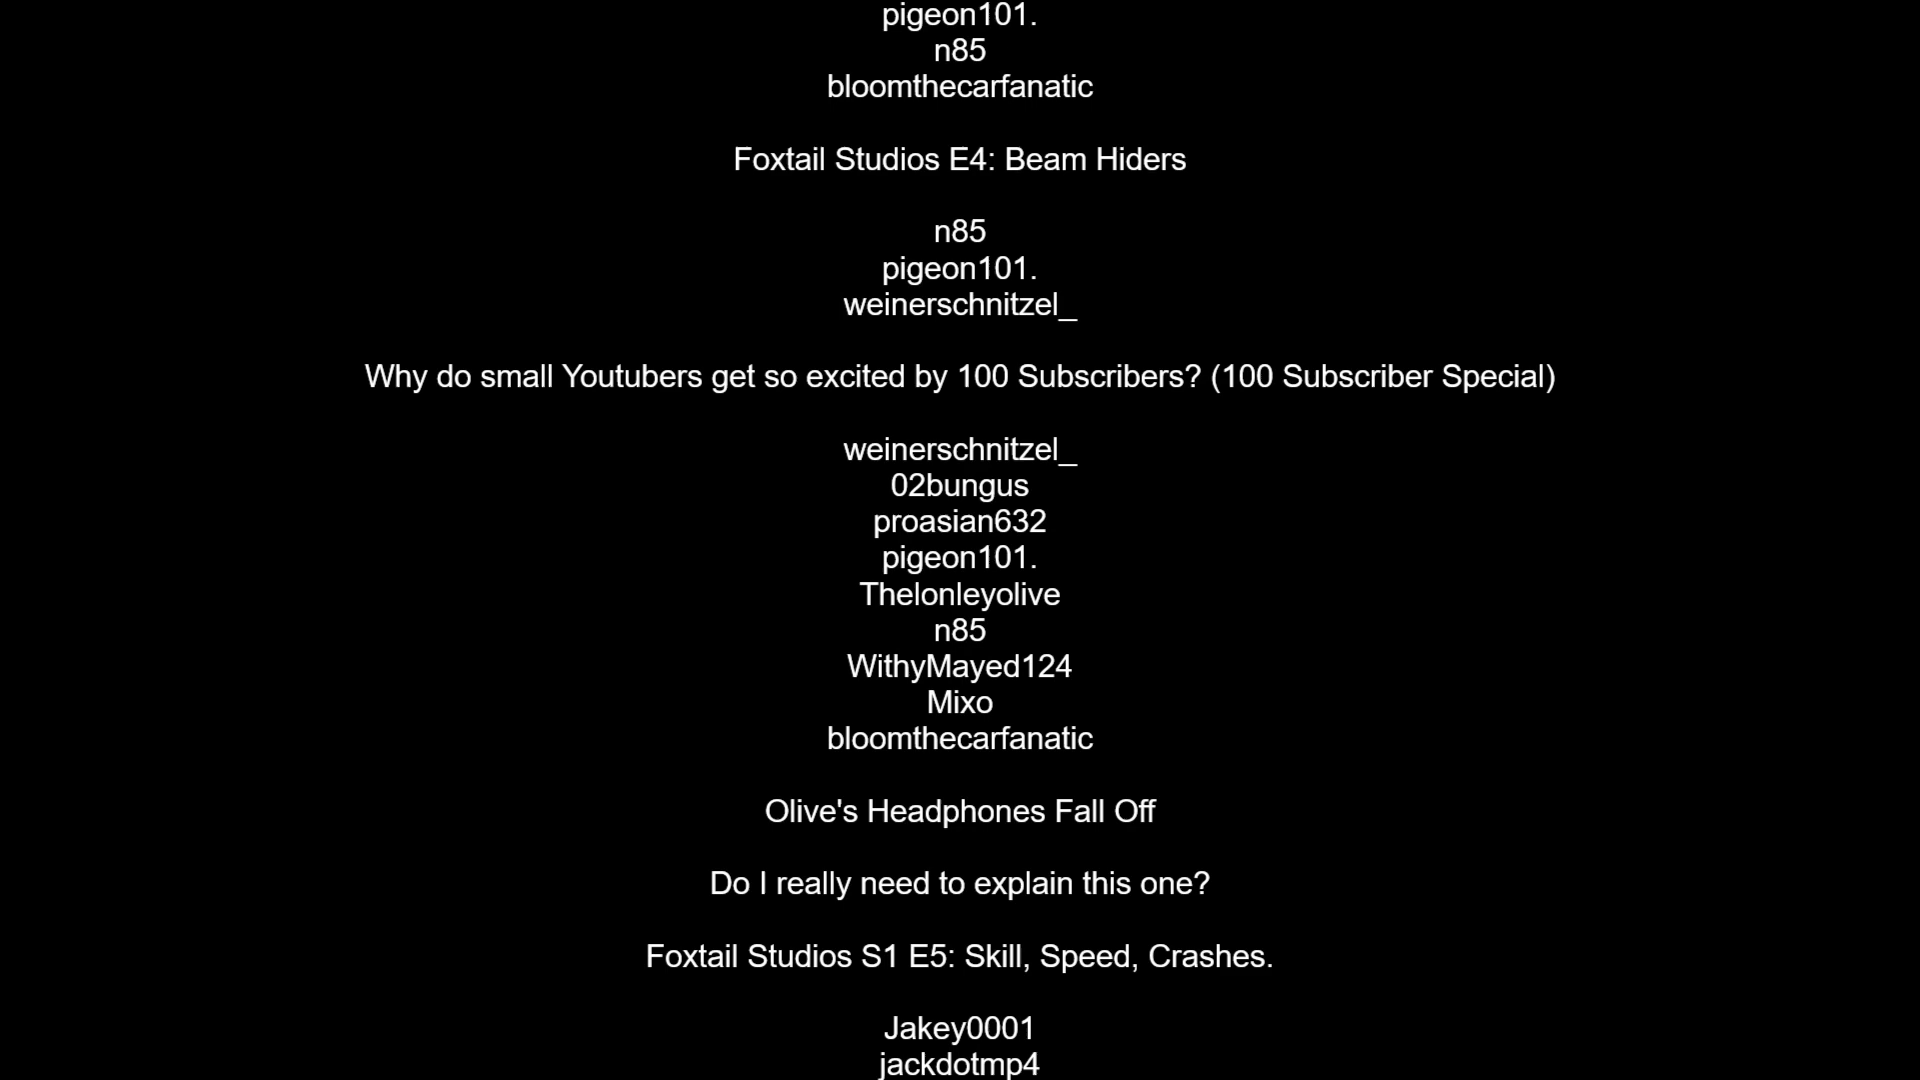 pigeon101.
n85
bloomthecarfanatic
Foxtail Studios E4: Beam Hiders
n85
pigeon101.
weinerschnitzel_
Why do small Youtubers get so excited by 100 Subscribers? (100 Subscriber Special)
weinerschnitzel_
02bungus
proasian632
pigeon101.
Thelonleyolive
n85
WithyMayed124
Mixo
bloomthecarfanatic
Olive's Headphones Fall Off
Do I really need to explain this one?
Foxtail Studios S1 E5: Skill, Speed, Crashes.
Jakey0001
jackdotmp4